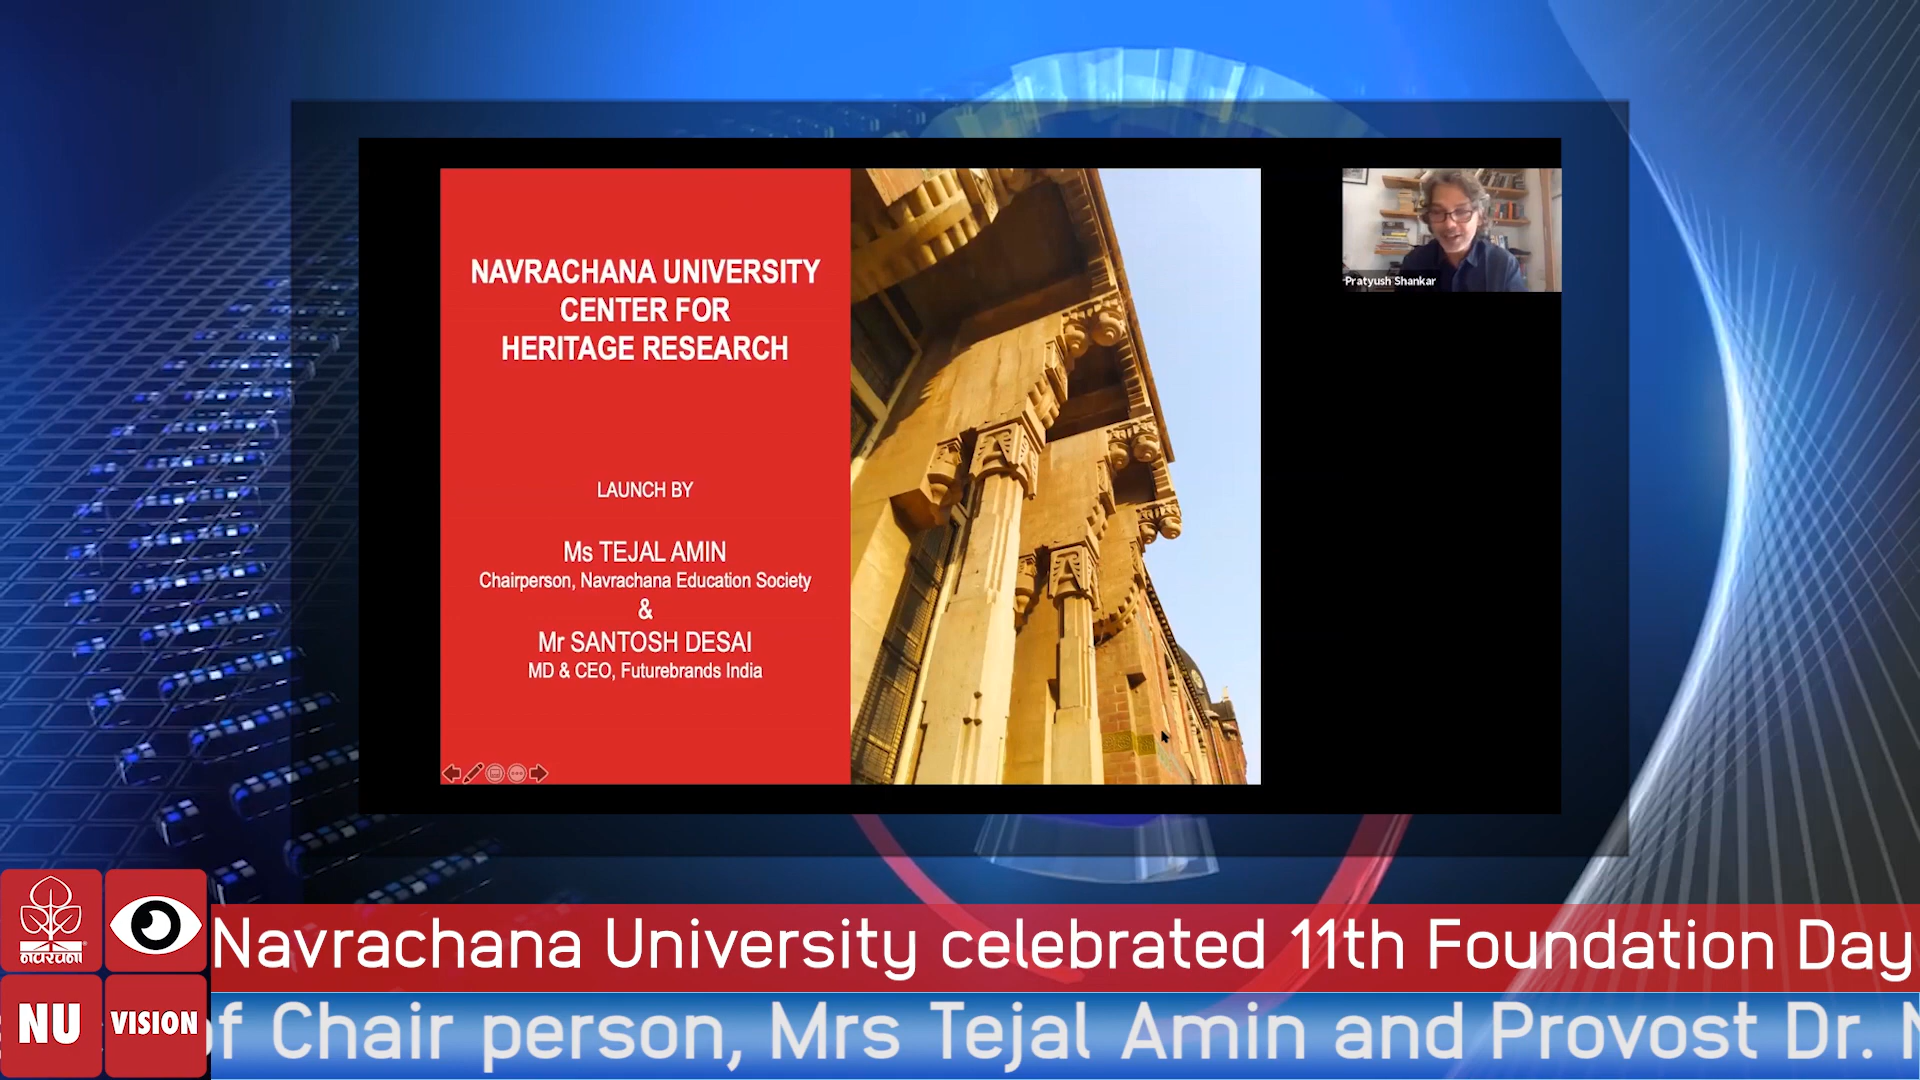 NAVRACHANA UNIVERSITY
CENTER FOR
HERITAGE RESEARCH
LAUNCH BY
Ms TEJAL AMIN
Chairperson, Navrachana Education Society
&
Mr SANTOSH DESAI
MD & CEO, Futurebrands India
Pratyush Shankar
નવરચના
NU VISION
Navrachana University celebrated 11th Foundation Day
of Chair person, Mrs Tejal Amin and Provost Dr.